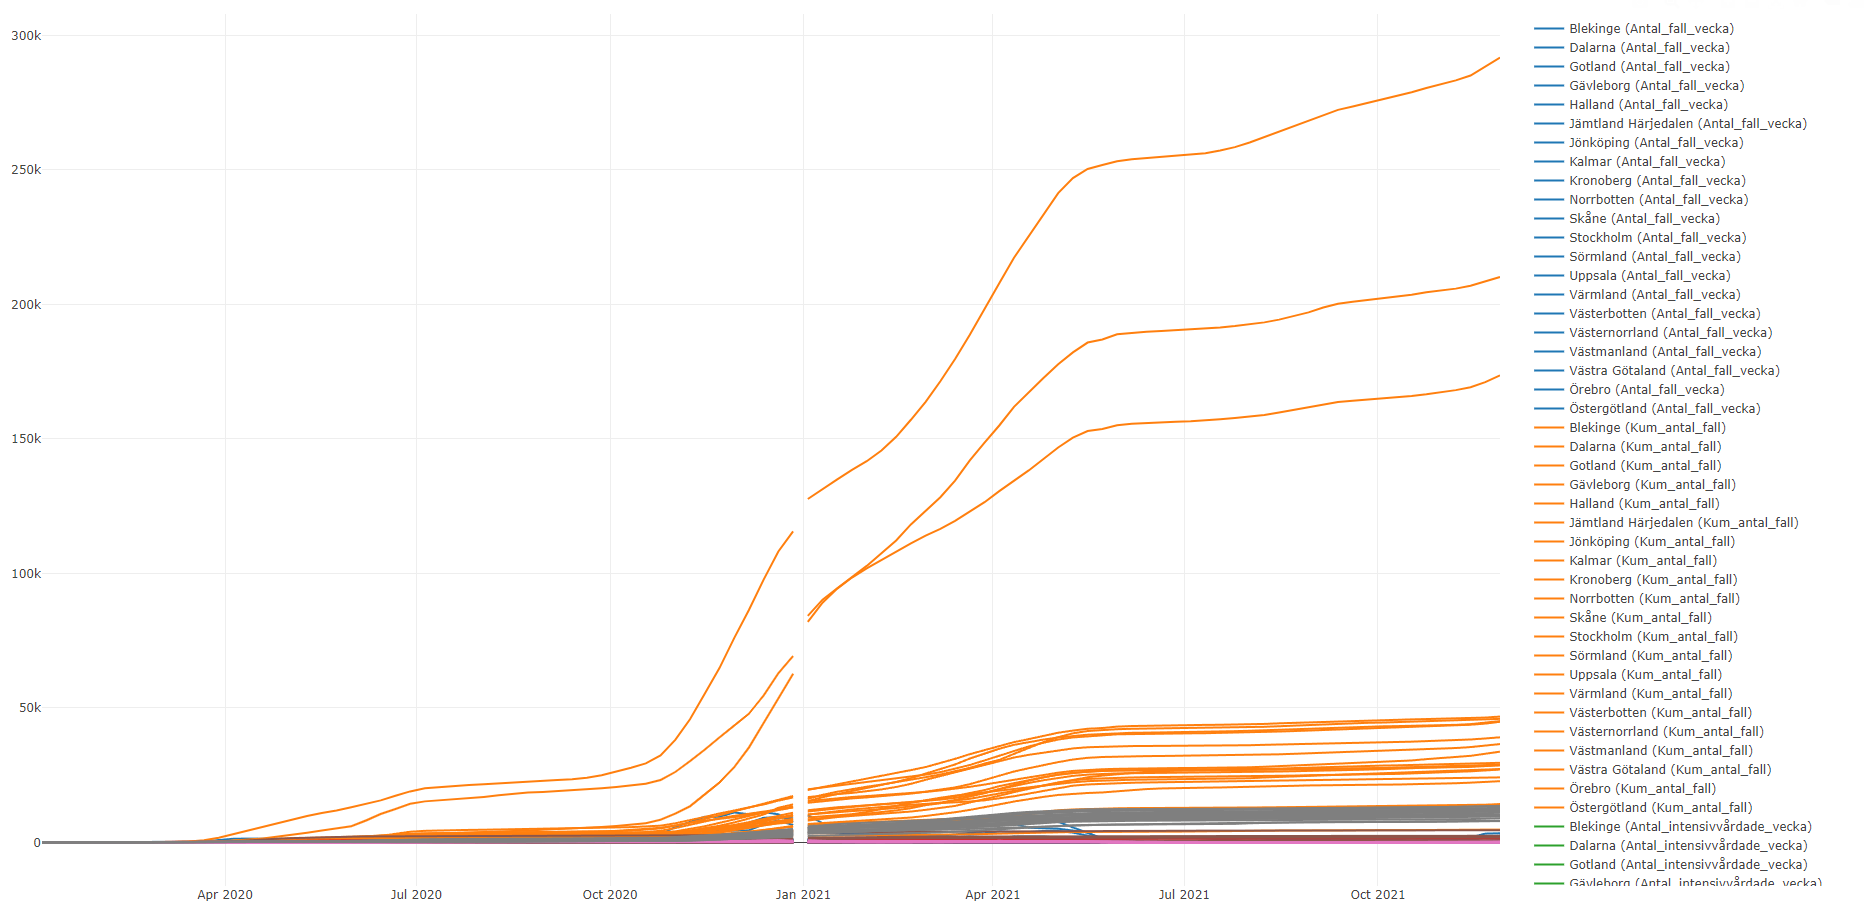 300k
250k
200k
150k
100k
50k
0
Apr 2020
Jul 2020
Oct 2020
Jan 2021
Apr 2021
Jul 2021
Oct 2021
Blekinge (Antal_fall_vecka)
Dalarna (Antal_fall_vecka)
Gotland (Antal_fall_vecka)
Gävleborg (Antal_fall_vecka)
Halland (Antal_fall_vecka)
Jämtland Härjedalen (Antal_fall_vecka)
Jönköping (Antal_fall_vecka)
Kalmar (Antal_fall_vecka)
Kronoberg (Antal_fall_vecka)
Norrbotten (Antal_fall_vecka)
Skåne (Antal_fall_vecka)
Stockholm (Antal_fall_vecka)
Sörmland (Antal_fall_vecka)
Uppsala (Antal_fall_vecka)
Värmland (Antal_fall_vecka)
Västerbotten (Antal_fall_vecka)
Västernorrland (Antal_fall_vecka)
Västmanland (Antal_fall_vecka)
Västra Götaland (Antal_fall_vecka)
Örebro (Antal_fall_vecka)
Östergötland (Antal_fall_vecka)
Blekinge (Kum_antal_fall)
Dalarna (Kum_antal_fall)
Gotland (Kum_antal_fall)
Gävleborg (Kum_antal_fall)
Halland (Kum_antal_fall)
Jämtland Härjedalen (Kum_antal_fall)
Jönköping (Kum_antal_fall)
Kalmar (Kum_antal_fall)
Kronoberg (Kum_antal_fall)
Norrbotten (Kum_antal_fall)
Skåne (Kum_antal_fall)
Stockholm (Kum_antal_fall)
Sörmland (Kum_antal_fall)
Uppsala (Kum_antal_fall)
Värmland (Kum_antal_fall)
Västerbotten (Kum_antal_fall)
Västernorrland (Kum_antal_fall)
Västmanland (Kum_antal_fall)
Västra Götaland (Kum_antal_fall)
Örebro (Kum_antal_fall)
Östergötland (Kum_antal_fall)
Blekinge (Antal_intensivvårdade_vecka)
Dalarna (Antal_intensivvårdade_vecka)
Gotland (Antal_intensivvårdade_vecka)
Gävleborg (Antal_intensivvårdade_vecka)